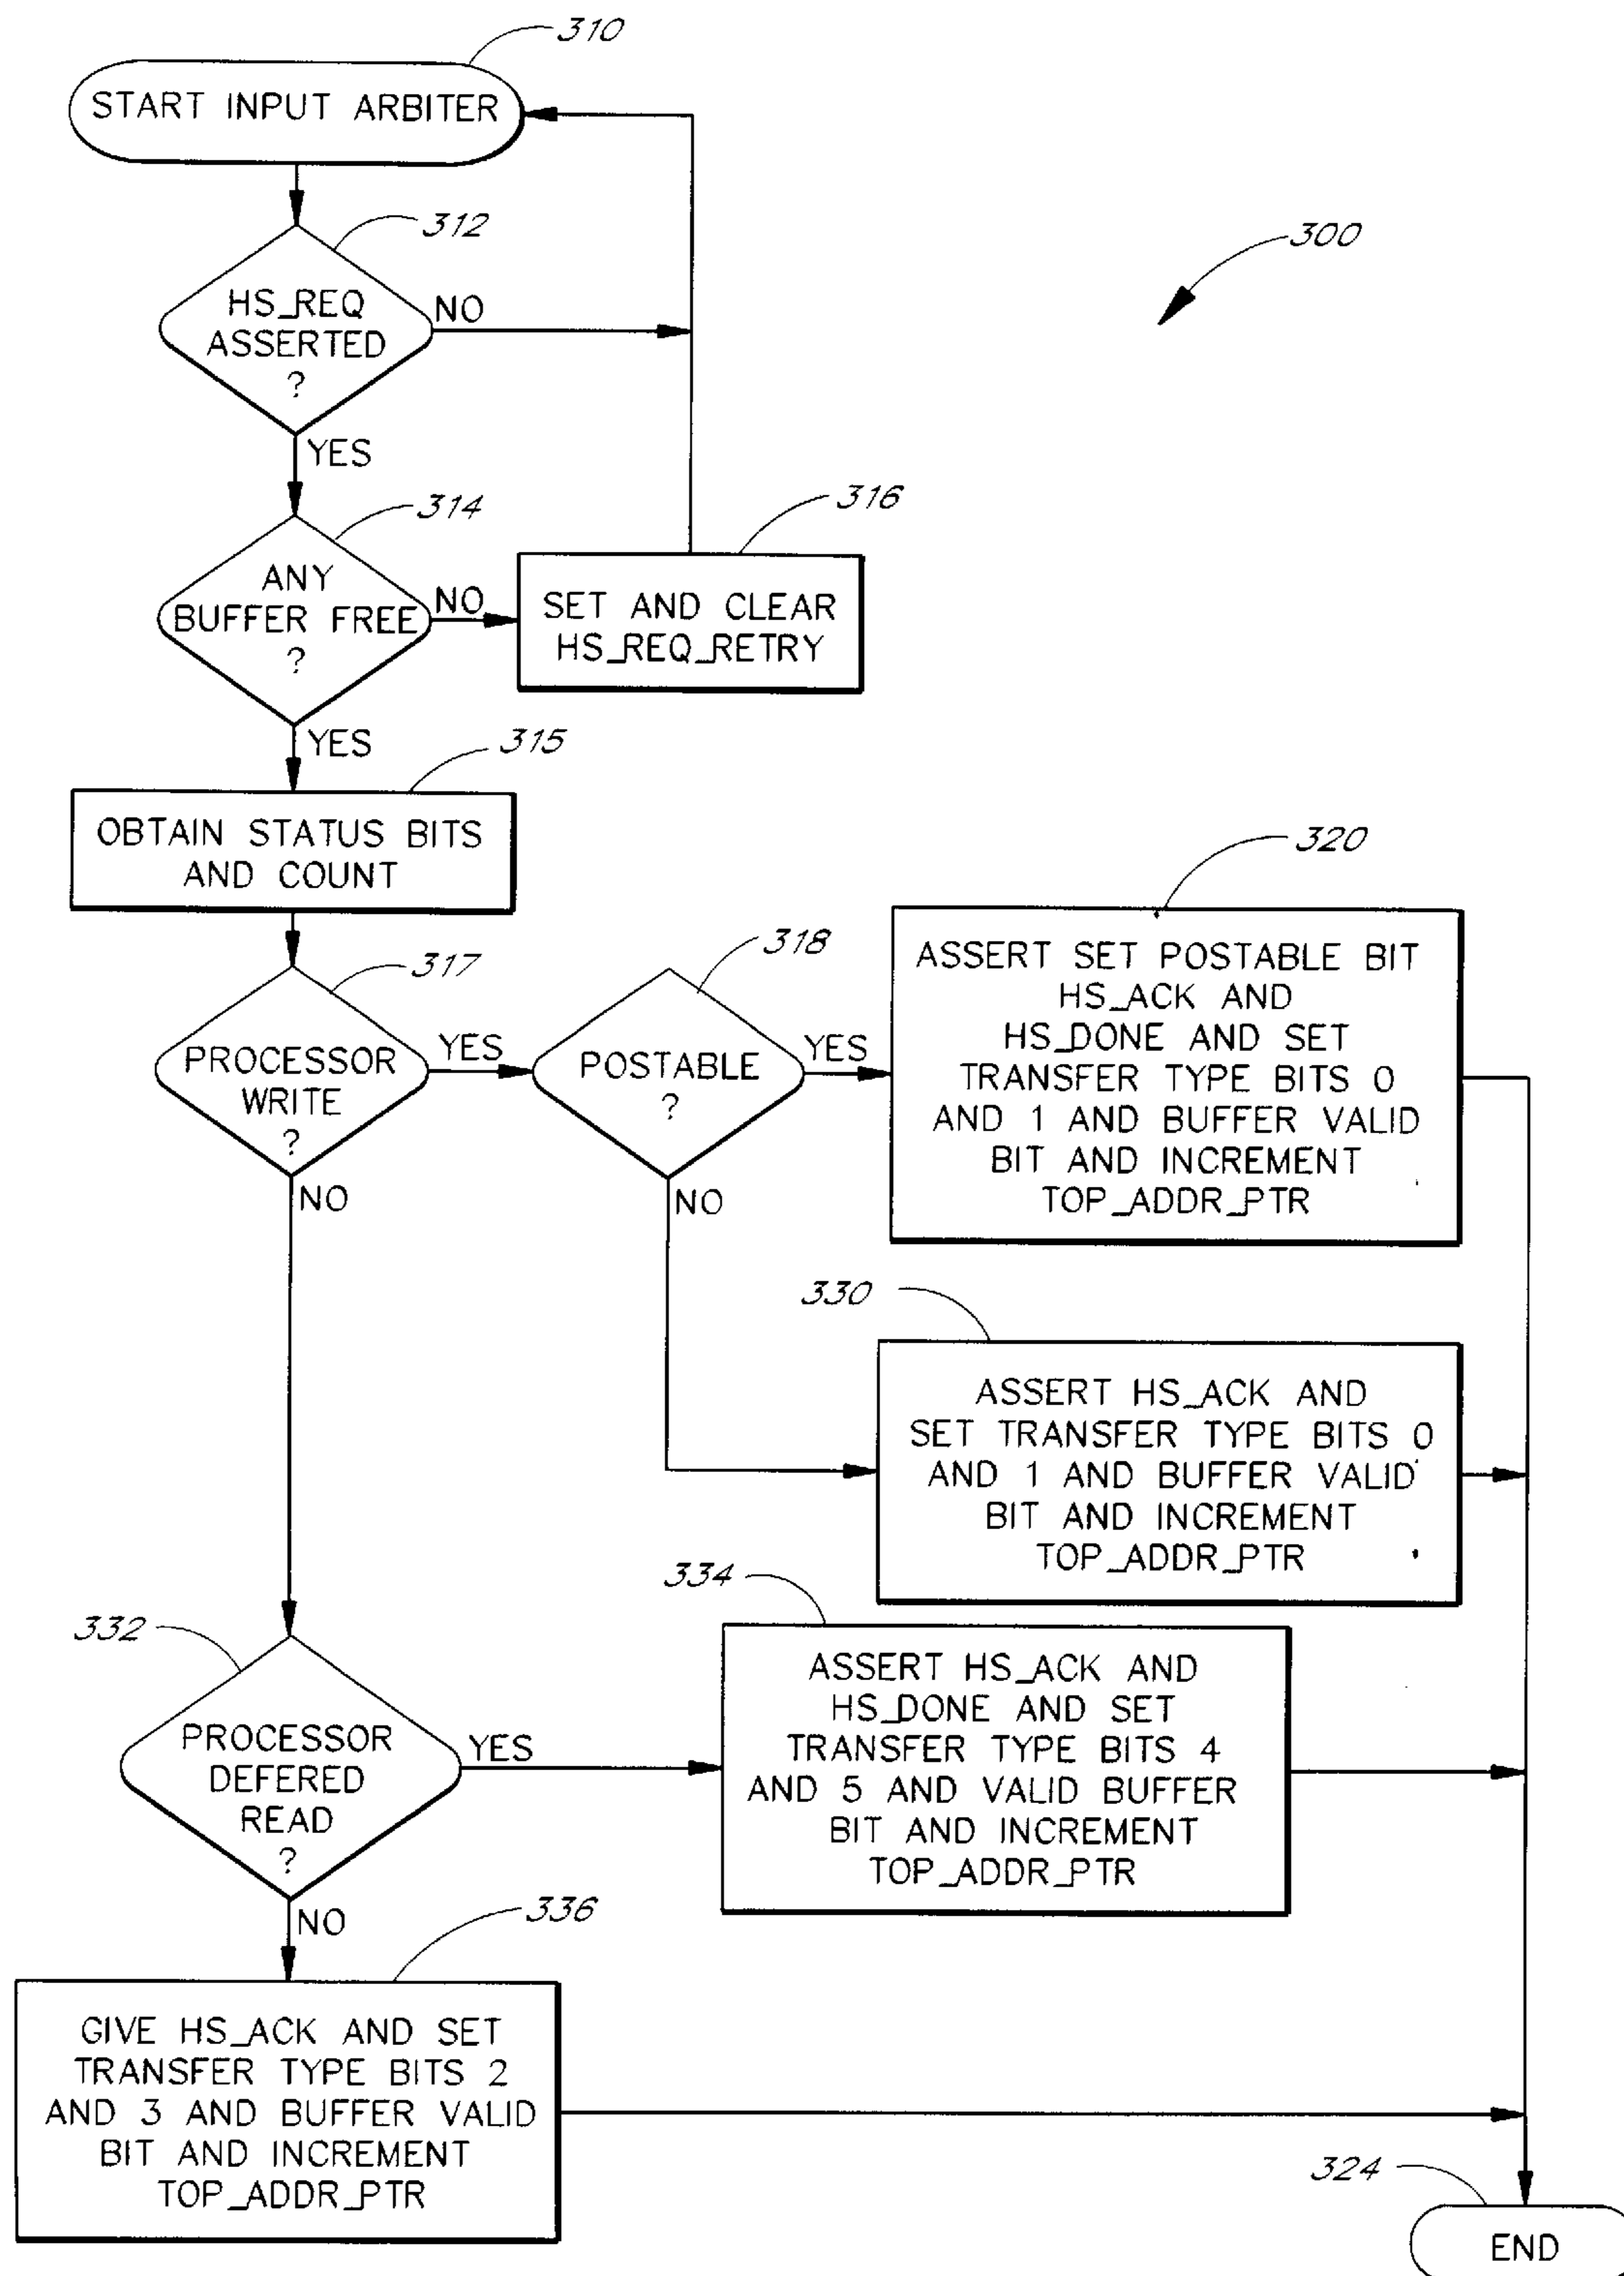 310
START INPUT ARBITER
312
300
HS_REQ
ASSERTED
?
NO
YES
314
316
ANY
BUFFER FREE
?
NO
SET AND CLEAR
HS_REQ_RETRY
YES
315
OBTAIN STATUS BITS
AND COUNT
317
PROCESSOR
WRITE
?
YES
NO
318
POSTABLE
?
YES
NO
320
ASSERT SET POSTABLE BIT
HS_ACK AND
HS_DONE AND SET
TRANSFER TYPE BITS 0
AND 1 AND BUFFER VALID
BIT AND INCREMENT
TOP_ADDR_PTR
330
ASSERT HS_ACK AND
SET TRANSFER TYPE BITS 0
AND 1 AND BUFFER VALID
BIT AND INCREMENT
TOP_ADDR_PTR
332
PROCESSOR
DEFERED
READ
?
YES
NO
334
ASSERT HS_ACK AND
HS_DONE AND SET
TRANSFER TYPE BITS 4
AND 5 AND VALID BUFFER
BIT AND INCREMENT
TOP_ADDR_PTR
336
GIVE HS_ACK AND SET
TRANSFER TYPE BITS 2
AND 3 AND BUFFER VALID
BIT AND INCREMENT
TOP_ADDR_PTR
324
END